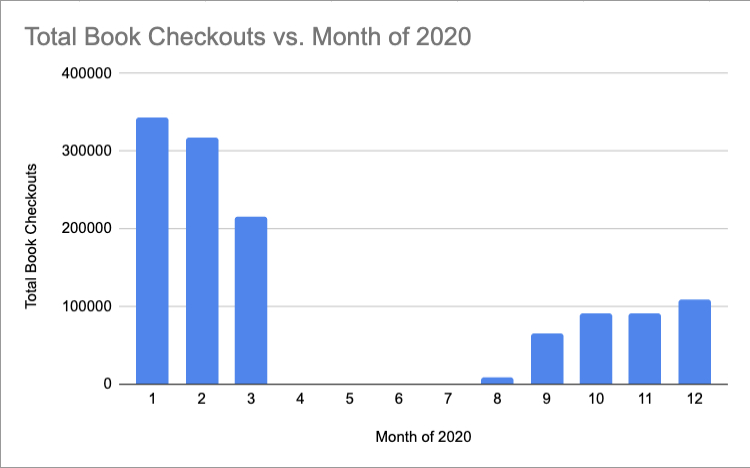 Total Book Checkouts vs. Month of 2020
400000
300000
200000
100000
0
Total Book Checkouts
1 2 3 4 5 6 7 8 9 10 11 12
Month of 2020